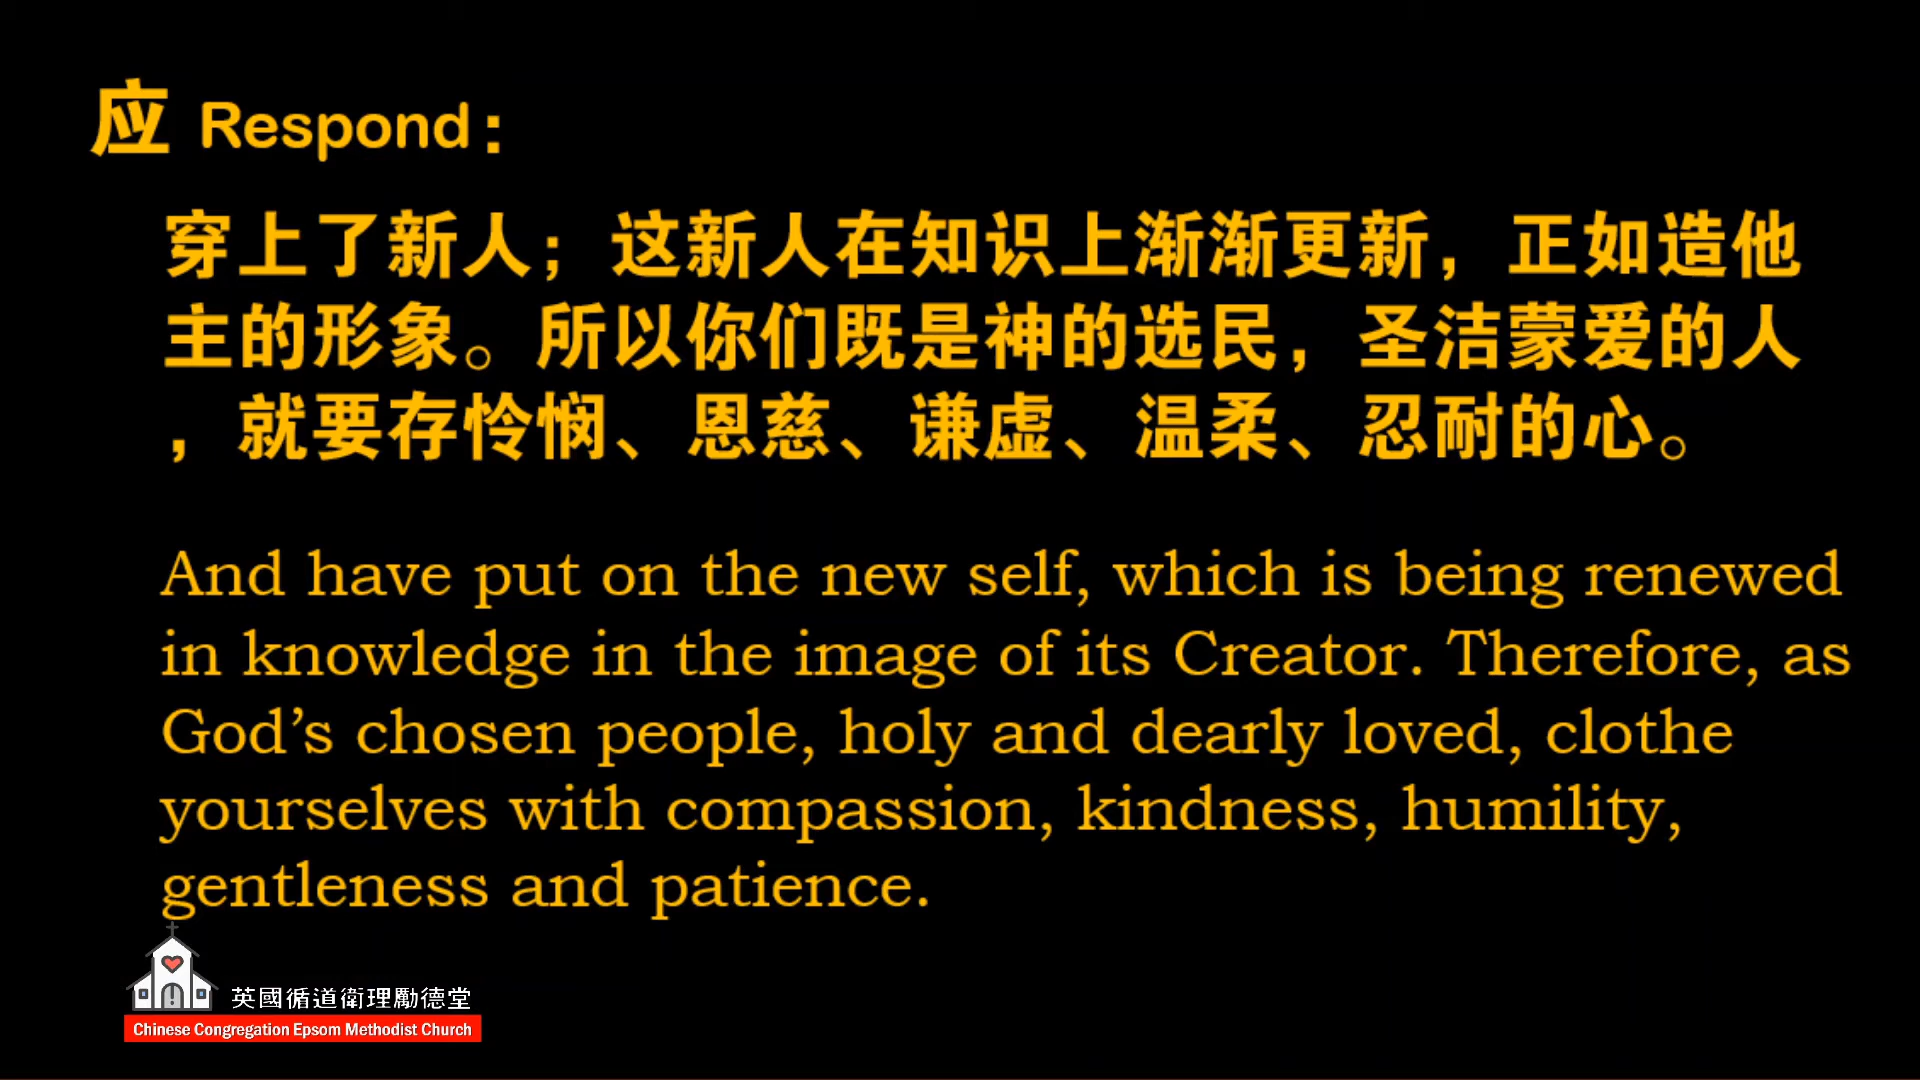 应 Respond：
穿上了新人；这新人在知识上渐渐更新，正如造他
主的形象。所以你们既是神的选民，圣洁蒙爱的人
，就要存怜悯、恩慈、谦虚、温柔、忍耐的心。
And have put on the new self, which is being renewed
in knowledge in the image of its Creator. Therefore, as
God’s chosen people, holy and dearly loved, clothe
yourselves with compassion, kindness, humility,
gentleness and patience.
英國循道衛理勵德堂
Chinese Congregation Epsom Methodist Church